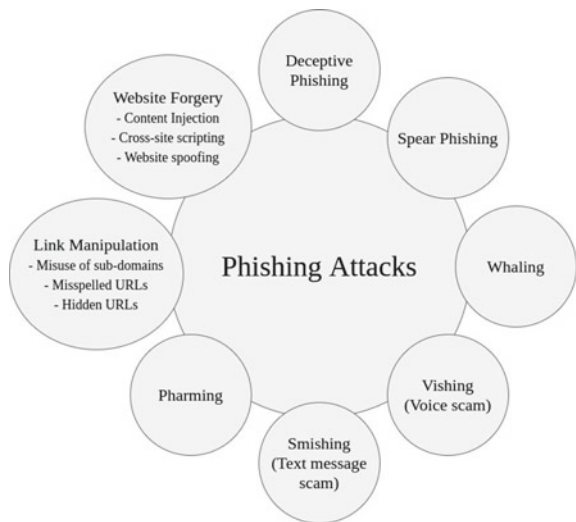 Deceptive
Phishing
Website Forgery
- Content Injection
- Cross-site scripting
- Website spoofing
Spear Phishing
Link Manipulation
- Misuse of sub-domains
- Misspelled URLs
- Hidden URLs
Phishing Attacks
Whaling
Pharming
Vishing
(Voice scam)
Smishing
(Text message
scam)